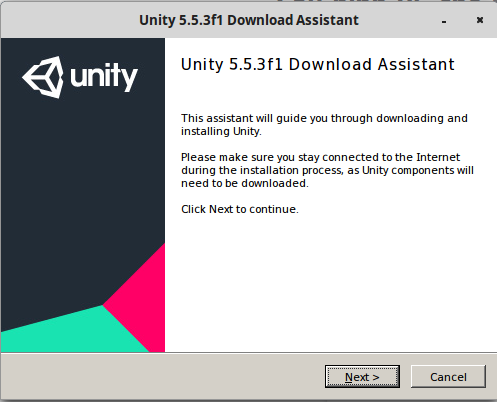 Unity 5.5.3f1 Download Assistant
unity
Unity 5.5.3f1 Download Assistant
This assistant will guide you through downloading and
installing Unity.
Please make sure you stay connected to the Internet
during the installation process, as Unity components will
need to be downloaded.
Click Next to continue.
Next >
Cancel